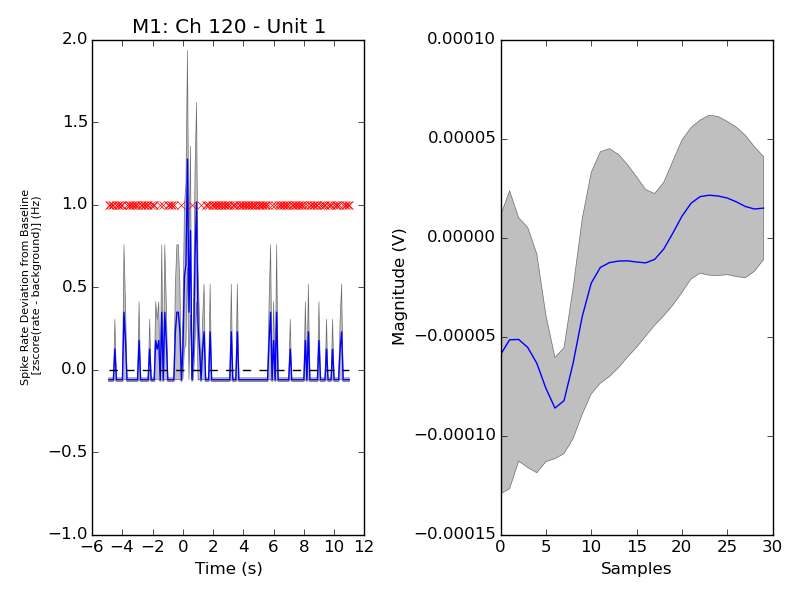 M1: Ch 120 - Unit 1
Spike Rate Deviation from Baseline
[zscore(rate - background)] (Hz)
2.0
1.5
1.0
0.5
0.0
−0.5
−1.0
−6 −4 −2 0 2 4 6 8 10 12
Time (s)
Magnitude (V)
0.00010
0.00005
0.00000
−0.00005
−0.00010
−0.00015
0 5 10 15 20 25 30
Samples